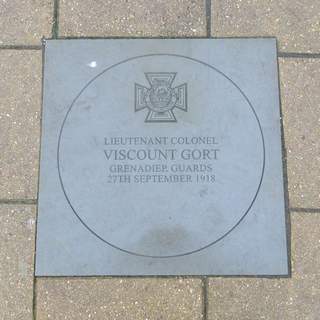 LIEUTENANT COLONEL
VISCOUNT GORT
GRENADIER GUARDS
27TH SEPTEMBER 1918